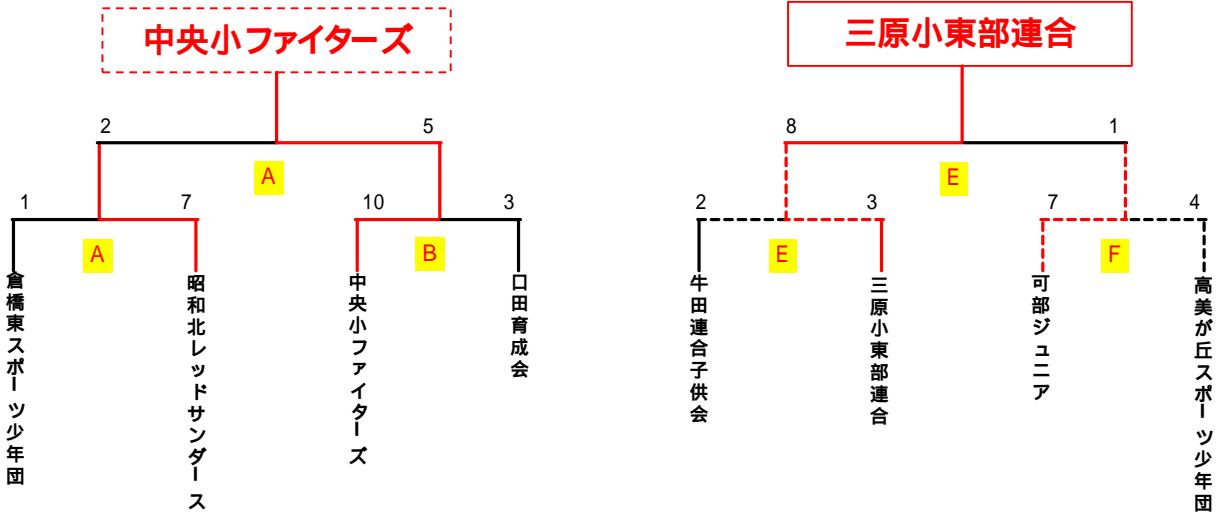 中央小ファイターズ
三原小東部連合
2 5
8 1
A
E
1 7
10 3
2 3
7 4
A
B
E
F
倉橋東スポーツ少年団
昭和北レッドサンダース
中央小ファイターズ
口田育成会
牛田連合子供会
三原小東部連合
可部ジュニア
高美が丘スポーツ少年団